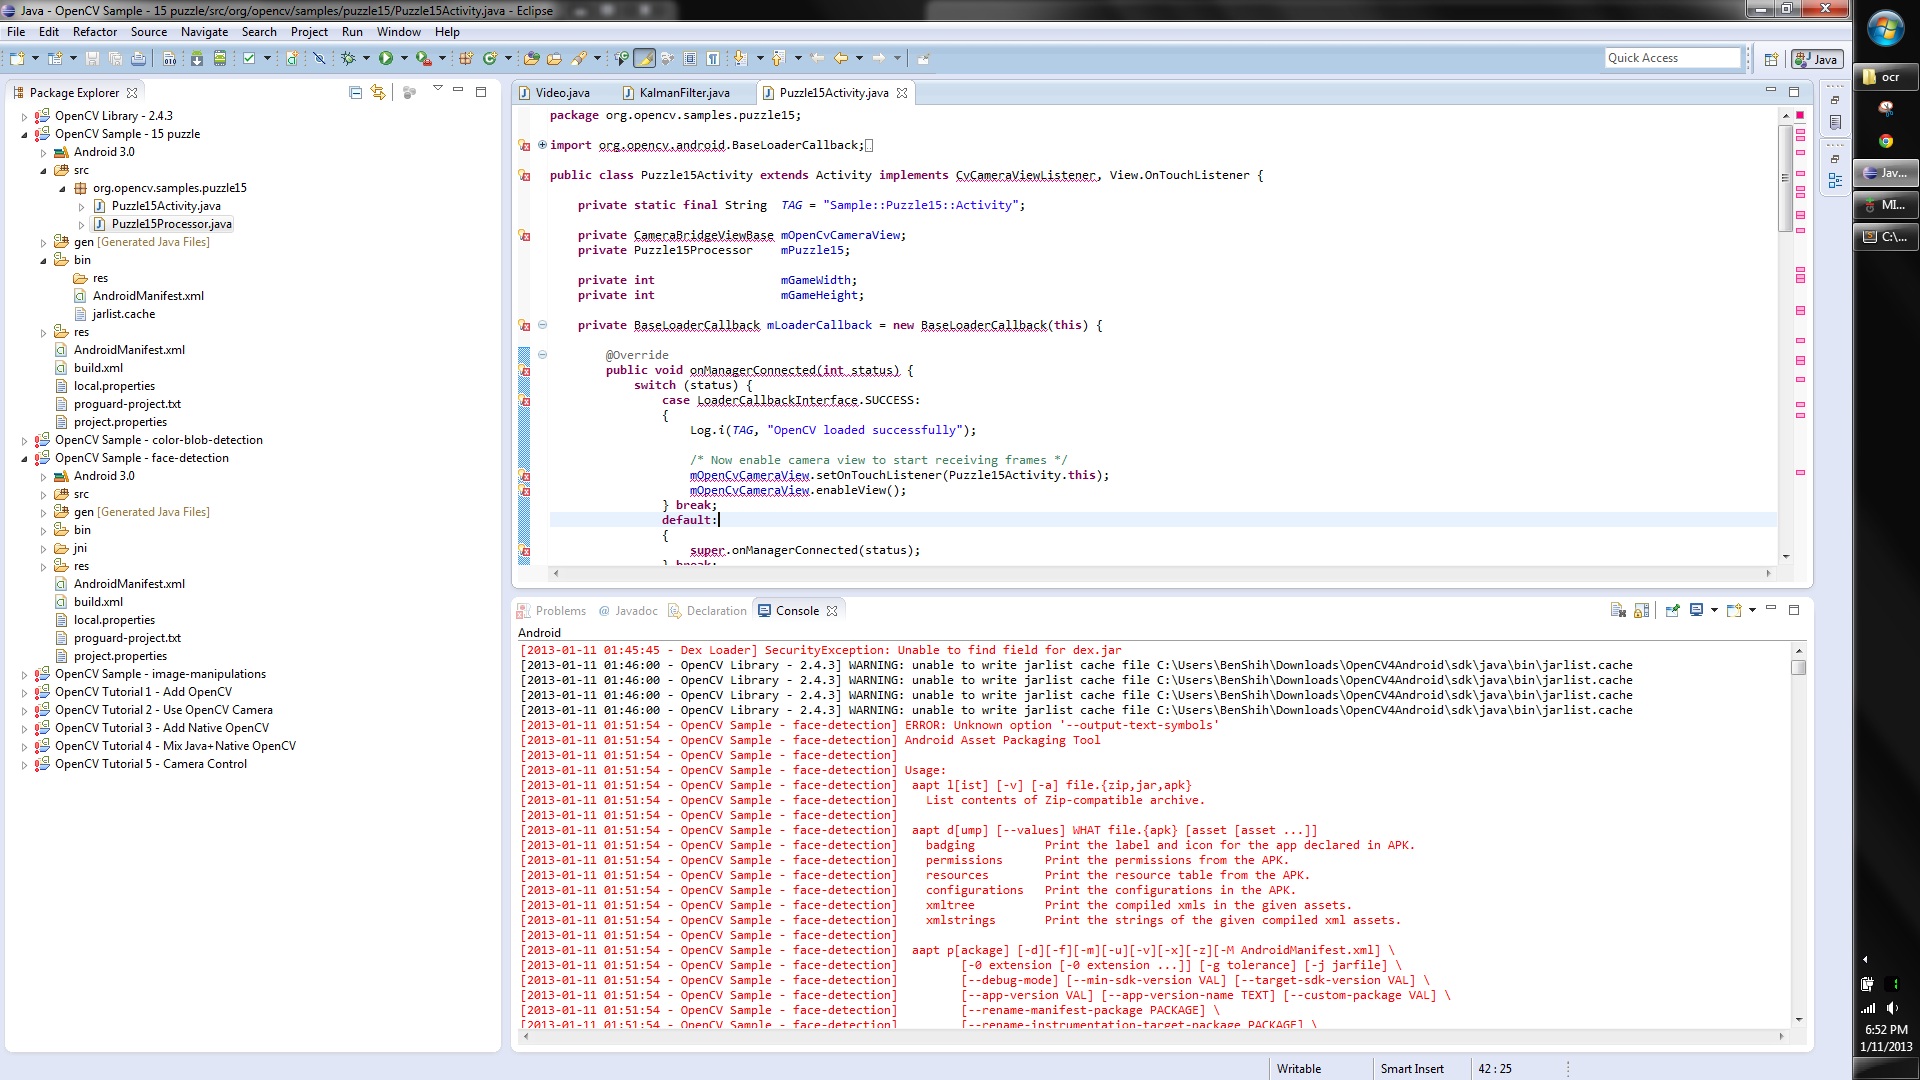 Java - OpenCV Sample - 15 puzzle/src/org/opencv/samples/puzzle15/Puzzle15Activity.java - Eclipse
File Edit Refactor Source Navigate Search Project Run Window Help
Quick Access
Java
Package Explorer
OpenCV Library - 2.4.3
OpenCV Sample - 15 puzzle
Android 3.0
src
org.opencv.samples.puzzle15
Puzzle15Activity.java
Puzzle15Processor.java
gen [Generated Java Files]
bin
res
AndroidManifest.xml
jarlist.cache
res
AndroidManifest.xml
build.xml
local.properties
proguard-project.txt
project.properties
OpenCV Sample - color-blob-detection
OpenCV Sample - face-detection
Android 3.0
src
gen [Generated Java Files]
bin
jni
res
AndroidManifest.xml
build.xml
local.properties
proguard-project.txt
project.properties
OpenCV Sample - image-manipulations
OpenCV Tutorial 1 - Add OpenCV
OpenCV Tutorial 2 - Use OpenCV Camera
OpenCV Tutorial 3 - Add Native OpenCV
OpenCV Tutorial 4 - Mix Java+Native OpenCV
OpenCV Tutorial 5 - Camera Control
Video.java KalmanFilter.java Puzzle15Activity.java
package org.opencv.samples.puzzle15;
import org.opencv.android.BaseLoaderCallback;
public class Puzzle15Activity extends Activity implements CvCameraViewListener, View.OnTouchListener {
private static final String TAG = "Sample::Puzzle15::Activity";
private CameraBridgeViewBase mOpenCvCameraView;
private Puzzle15Processor mPuzzle15;
private int mGameWidth;
private int mGameHeight;
private BaseLoaderCallback mLoaderCallback = new BaseLoaderCallback(this) {
@Override
public void onManagerConnected(int status) {
switch (status) {
case LoaderCallbackInterface.SUCCESS:
{
Log.i(TAG, "OpenCV loaded successfully");
/* Now enable camera view to start receiving frames */
mOpenCvCameraView.setOnTouchListener(Puzzle15Activity.this);
mOpenCvCameraView.enableView();
} break;
default:
{
super.onManagerConnected(status);
} break;
Problems @ Javadoc Declaration Console
Android
[2013-01-11 01:45:45 - Dex Loader] SecurityException: Unable to find field for dex.jar
[2013-01-11 01:46:00 - OpenCV Library - 2.4.3] WARNING: unable to write jarlist cache file C:\Users\BenShih\Downloads\OpenCV4Android\sdk\java\bin\jarlist.cache
[2013-01-11 01:46:00 - OpenCV Library - 2.4.3] WARNING: unable to write jarlist cache file C:\Users\BenShih\Downloads\OpenCV4Android\sdk\java\bin\jarlist.cache
[2013-01-11 01:46:00 - OpenCV Library - 2.4.3] WARNING: unable to write jarlist cache file C:\Users\BenShih\Downloads\OpenCV4Android\sdk\java\bin\jarlist.cache
[2013-01-11 01:46:00 - OpenCV Library - 2.4.3] WARNING: unable to write jarlist cache file C:\Users\BenShih\Downloads\OpenCV4Android\sdk\java\bin\jarlist.cache
[2013-01-11 01:51:54 - OpenCV Sample - face-detection] ERROR: Unknown option '--output-text-symbols'
[2013-01-11 01:51:54 - OpenCV Sample - face-detection] Android Asset Packaging Tool
[2013-01-11 01:51:54 - OpenCV Sample - face-detection]
[2013-01-11 01:51:54 - OpenCV Sample - face-detection] Usage:
[2013-01-11 01:51:54 - OpenCV Sample - face-detection] aapt l[ist] [-v] [-a] file.{zip,jar,apk}
[2013-01-11 01:51:54 - OpenCV Sample - face-detection] List contents of Zip-compatible archive.
[2013-01-11 01:51:54 - OpenCV Sample - face-detection]
[2013-01-11 01:51:54 - OpenCV Sample - face-detection] aapt d[ump] [--values] WHAT file.{apk} [asset [asset ...]]
[2013-01-11 01:51:54 - OpenCV Sample - face-detection] badging Print the label and icon for the app declared in APK.
[2013-01-11 01:51:54 - OpenCV Sample - face-detection] permissions Print the permissions from the APK.
[2013-01-11 01:51:54 - OpenCV Sample - face-detection] resources Print the resource table from the APK.
[2013-01-11 01:51:54 - OpenCV Sample - face-detection] configurations Print the configurations in the APK.
[2013-01-11 01:51:54 - OpenCV Sample - face-detection] xmltree Print the compiled xmls in the given assets.
[2013-01-11 01:51:54 - OpenCV Sample - face-detection] xmlstrings Print the strings of the given compiled xml assets.
[2013-01-11 01:51:54 - OpenCV Sample - face-detection]
[2013-01-11 01:51:54 - OpenCV Sample - face-detection] aapt p[ackage] [-d][-f][-m][-u][-v][-x][-z][-M AndroidManifest.xml] \
[2013-01-11 01:51:54 - OpenCV Sample - face-detection] [-0 extension [-0 extension ...]] [-g tolerance] [-j jarfile] \
[2013-01-11 01:51:54 - OpenCV Sample - face-detection] [--debug-mode] [--min-sdk-version VAL] [--target-sdk-version VAL] \
[2013-01-11 01:51:54 - OpenCV Sample - face-detection] [--app-version VAL] [--app-version-name TEXT] [--custom-package VAL] \
[2013-01-11 01:51:54 - OpenCV Sample - face-detection] [--rename-manifest-package PACKAGE] \
[2013-01-11 01:51:54 - OpenCV Sample - face-detection] [--rename-instrumentation-target-package PACKAGE] \
Writable Smart Insert 42 : 25
ocr
Jav...
MI...
C:\...
6:52 PM
1/11/2013